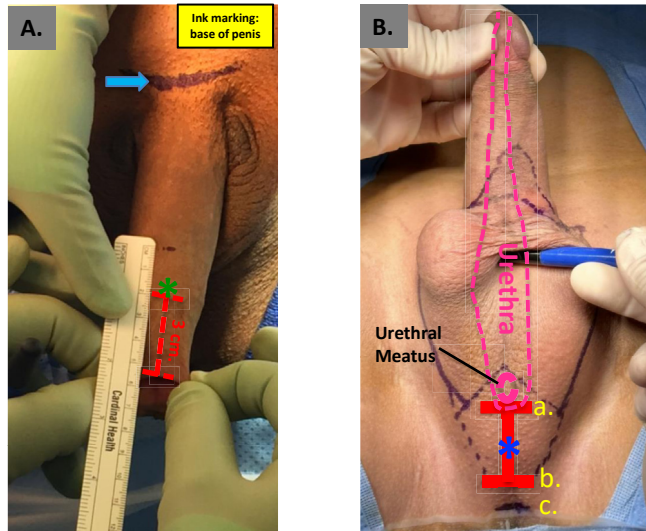 A.
Ink marking:
base of penis
3 cm.
Cardinal Health
B.
Urethra
Urethral
Meatus
a.
b.
c.